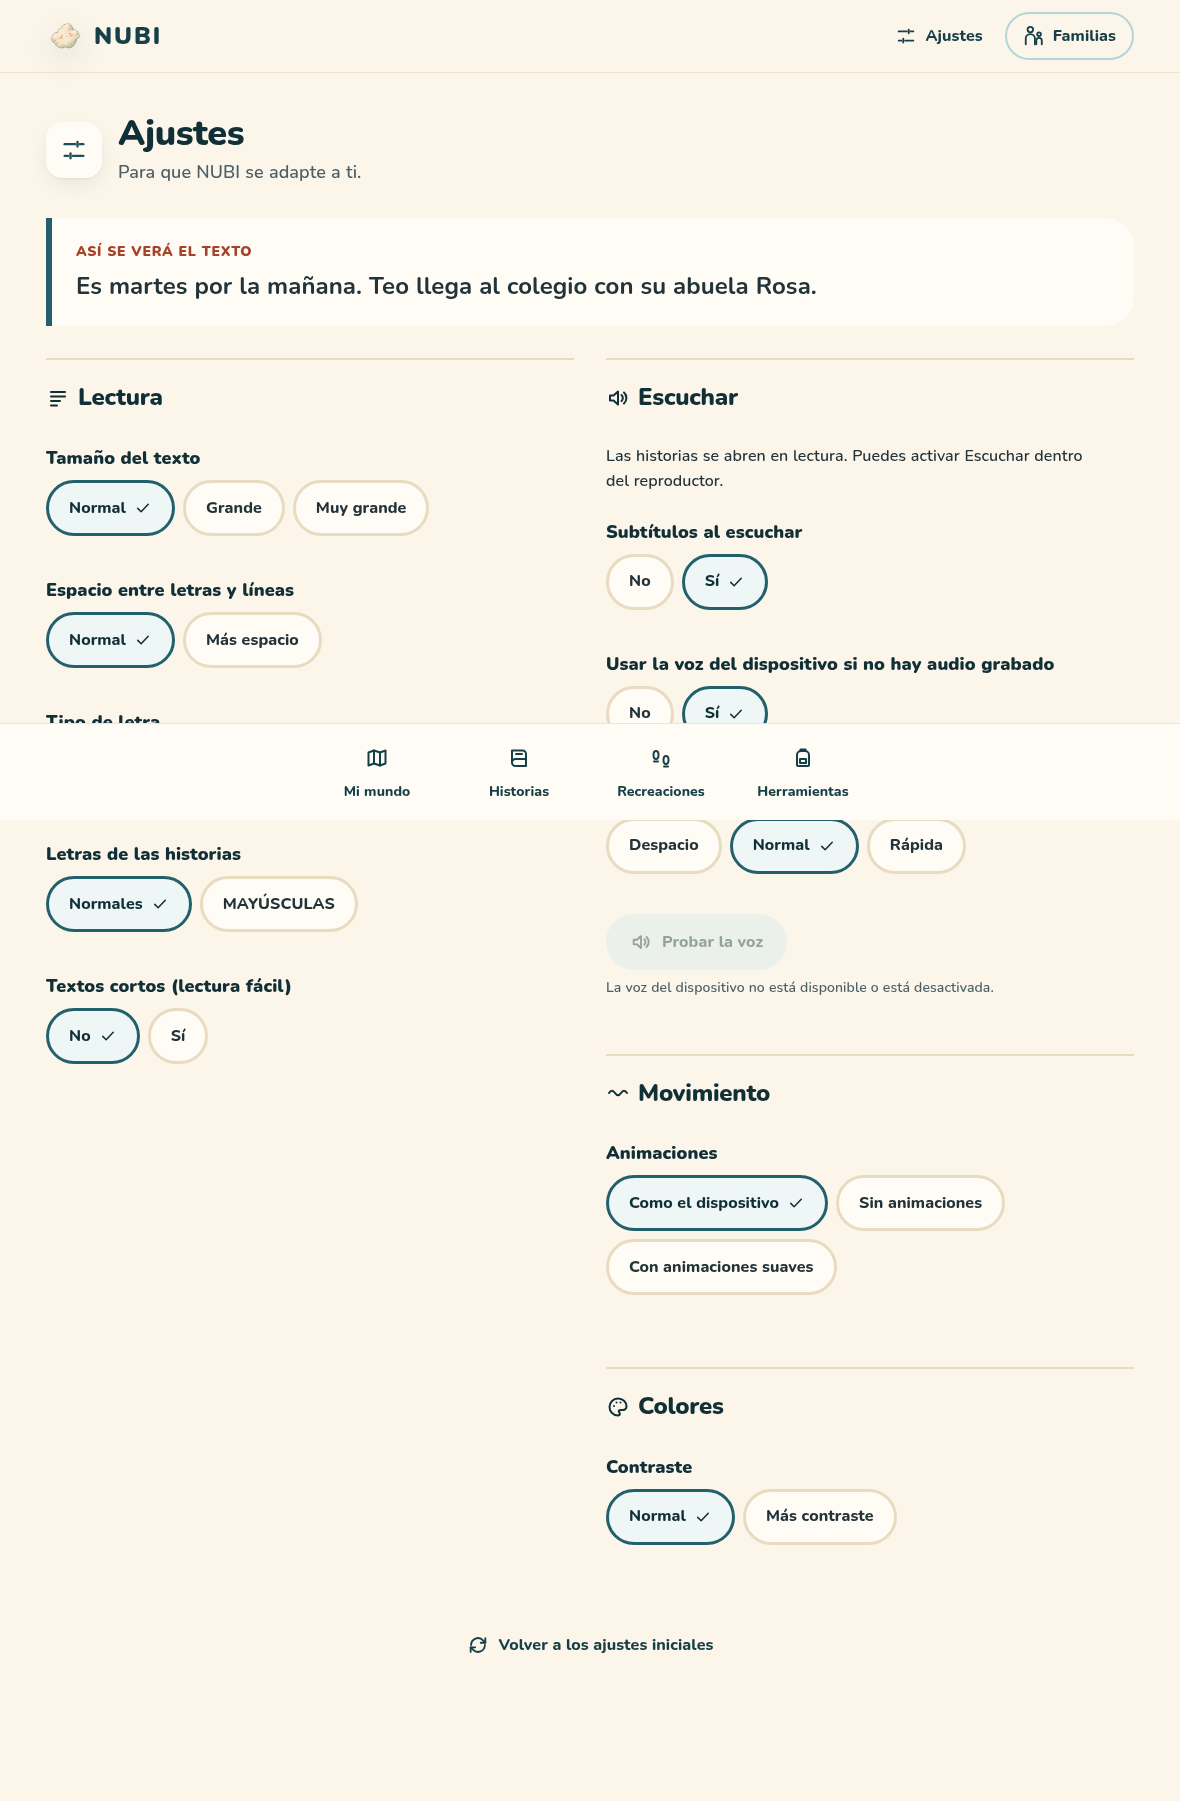 NUBI
Ajustes
Familias
Ajustes
Para que NUBI se adapte a ti.
ASÍ SE VERÁ EL TEXTO
Es martes por la mañana. Teo llega al colegio con su abuela Rosa.
Lectura
Tamaño del texto
Normal
Grande
Muy grande
Espacio entre letras y líneas
Normal
Más espacio
Tipo de letra
Letras de las historias
Normales
MAYÚSCULAS
Textos cortos (lectura fácil)
No
Sí
Escuchar
Las historias se abren en lectura. Puedes activar Escuchar dentro
del reproductor.
Subtítulos al escuchar
No
Sí
Usar la voz del dispositivo si no hay audio grabado
No
Sí
Despacio
Normal
Rápida
Probar la voz
La voz del dispositivo no está disponible o está desactivada.
Movimiento
Animaciones
Como el dispositivo
Sin animaciones
Con animaciones suaves
Colores
Contraste
Normal
Más contraste
Volver a los ajustes iniciales
Mi mundo
Historias
Recreaciones
Herramientas